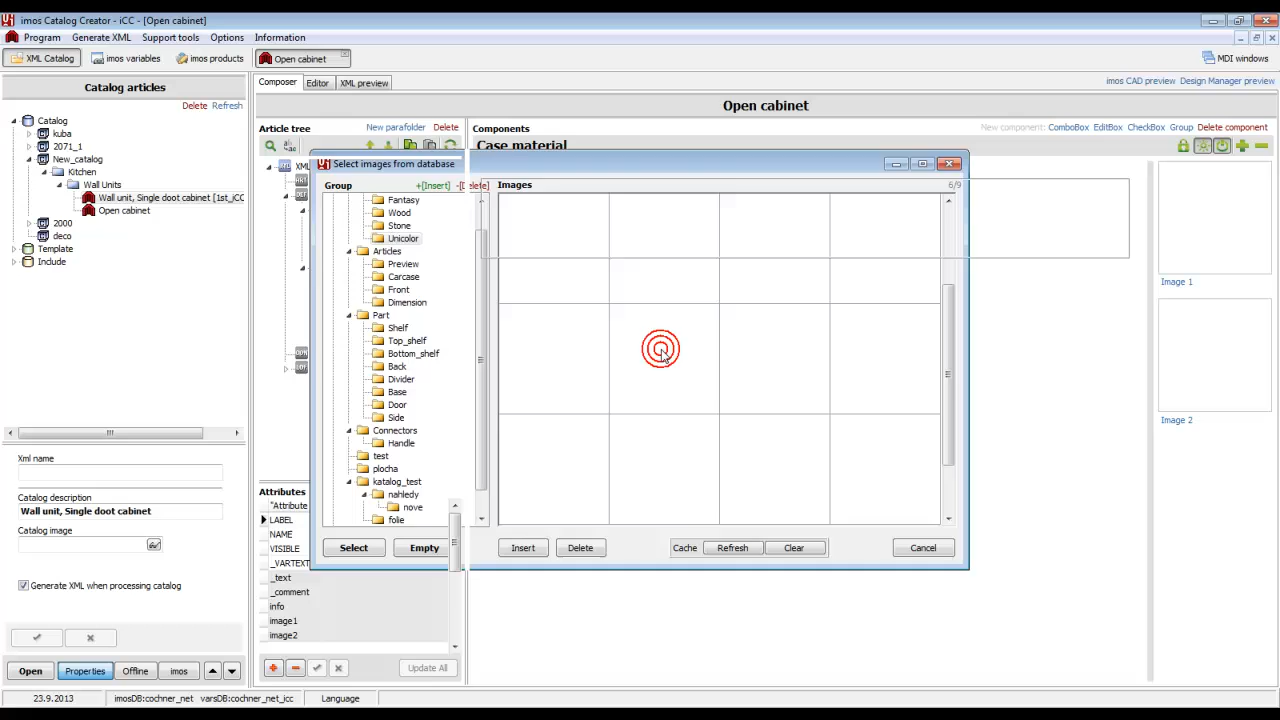 imos Catalog Creator - iCC - [Open cabinet]
Program Generate XML Support tools Options Information
XML Catalog imos variables imos products Open cabinet MDI windows
Catalog articles
Delete Refresh
Catalog
kuba
2071_1
New_catalog
Kitchen
Wall Units
Wall unit, Single doot cabinet [1st_iCC
Open cabinet
2000
deco
Template
Include
Xml name
Catalog description
Wall unit, Single doot cabinet
Catalog image
Generate XML when processing catalog
Open Properties Offline imos
Composer Editor XML preview
imos CAD preview Design Manager preview
Open cabinet
Article tree New parafolder Delete
XML
ART
DEF
Attributes
"Attribute
LABEL
NAME
VISIBLE
_VARTEXT
_text
_comment
info
image1
image2
Update All
Components
New component: ComboBox EditBox CheckBox Group Delete component
Case material
Image 1
Image 2
Select images from database
Group +[Insert] -[Delete]
Fantasy
Wood
Stone
Unicolor
Articles
Preview
Carcase
Front
Dimension
Part
Shelf
Top_shelf
Bottom_shelf
Back
Divider
Base
Door
Side
Connectors
Handle
test
plocha
katalog_test
nahledy
nove
folie
Select Empty
Images 6/9
Insert Delete Cache Refresh Clear Cancel
23.9.2013 imosDB:cochner_net varsDB:cochner_net_icc Language